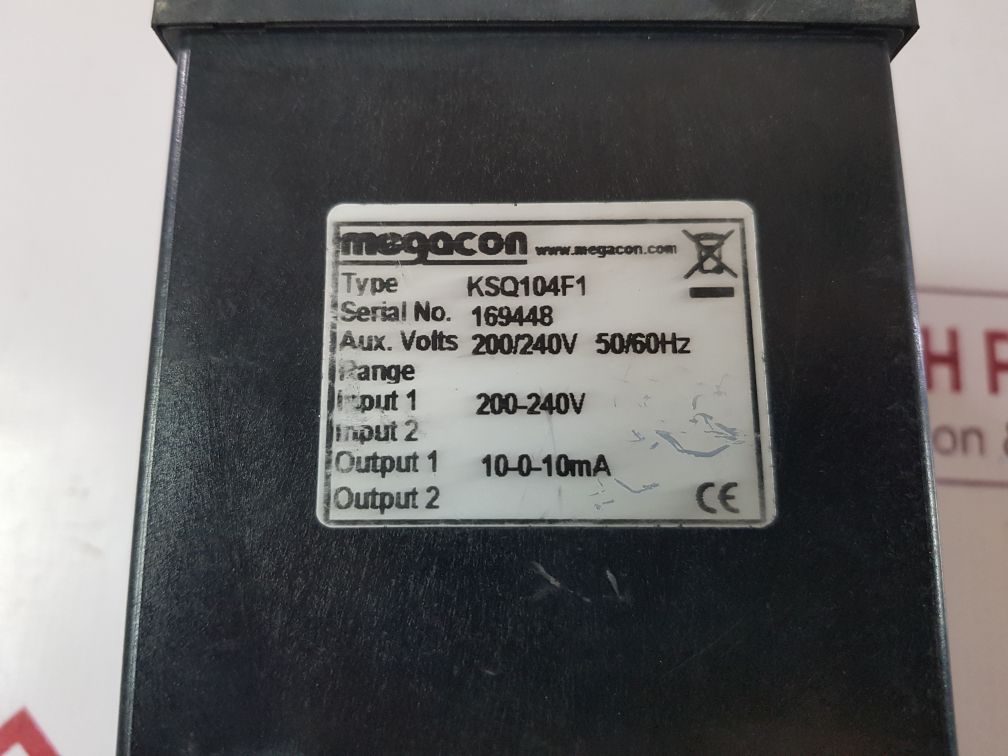 megacon www.megacon.com
Type KSQ104F1
Serial No. 169448
Aux. Volts 200/240V 50/60Hz
Range
Input 1 200-240V
Input 2
Output 1 10-0-10mA
Output 2 CE
H P
on &